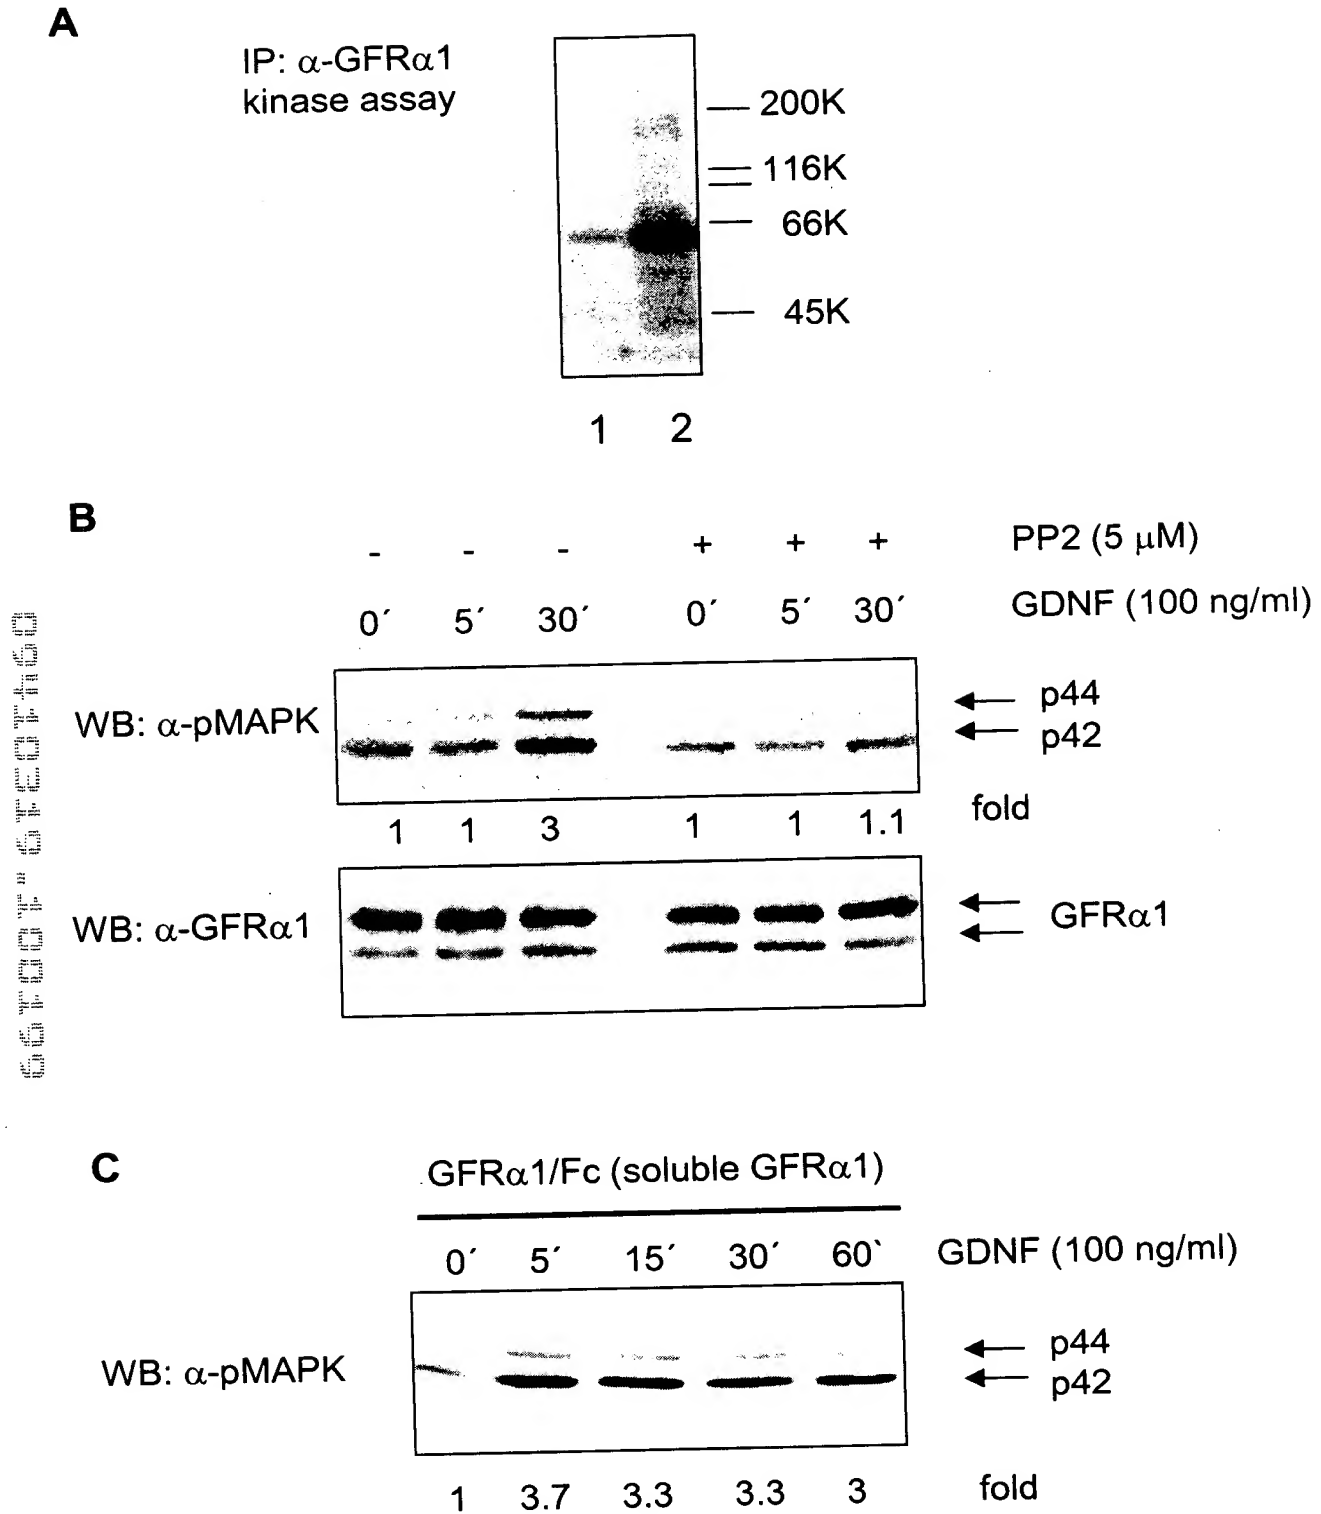 A
IP: α-GFRα1
kinase assay
200K
116K
66K
45K
1 2
B
- - - + + + PP2 (5 μM)
0´ 5´ 30´ 0´ 5´ 30´ GDNF (100 ng/ml)
WB: α-pMAPK
p44
p42
1 1 3 1 1 1.1 fold
WB: α-GFRα1
GFRα1
C
GFRα1/Fc (soluble GFRα1)
0´ 5´ 15´ 30´ 60` GDNF (100 ng/ml)
WB: α-pMAPK
p44
p42
1 3.7 3.3 3.3 3 fold